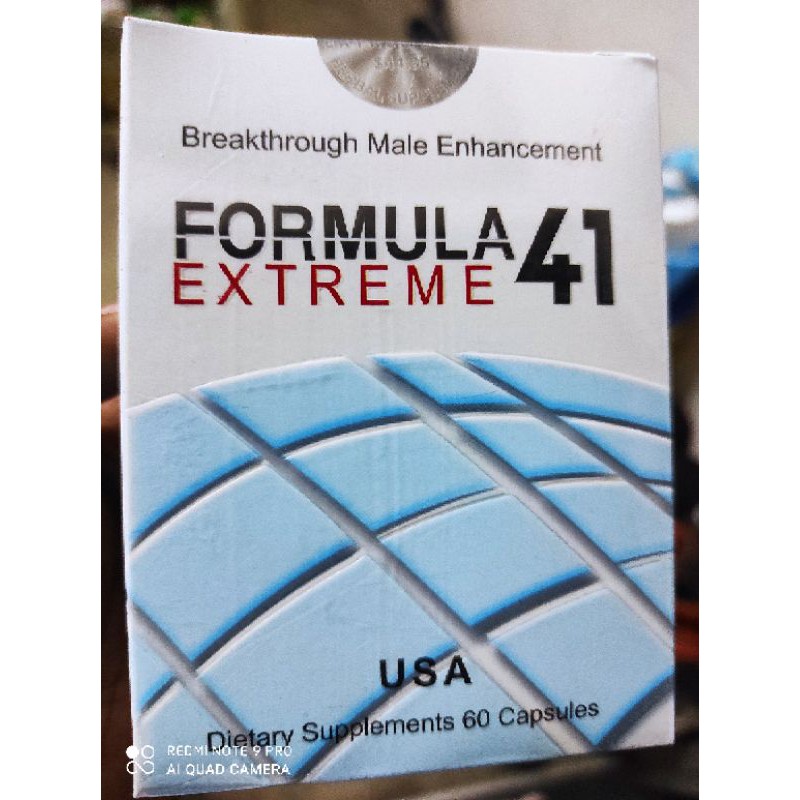 Breakthrough Male Enhancement
FORMULA 41
EXTREME
USA
Dietary Supplements 60 Capsules
REDMI NOTE 9 PRO
AI QUAD CAMERA